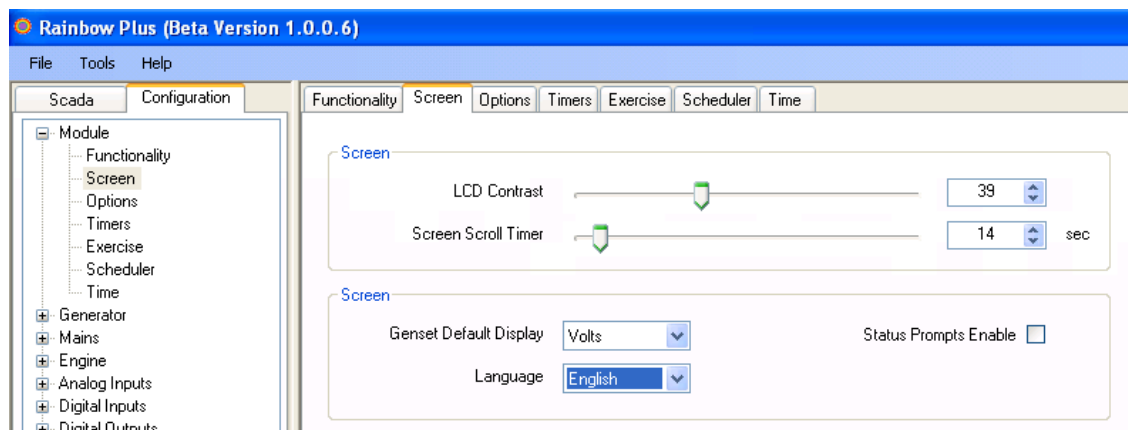 Rainbow Plus (Beta Version 1.0.0.6)
File Tools Help
Scada Configuration
Module
Functionality
Screen
Options
Timers
Exercise
Scheduler
Time
Generator
Mains
Engine
Analog Inputs
Digital Inputs
Digital Outputs
Functionality Screen Options Timers Exercise Scheduler Time
Screen
LCD Contrast 39
Screen Scroll Timer 14 sec
Screen
Genset Default Display Volts Status Prompts Enable
Language English